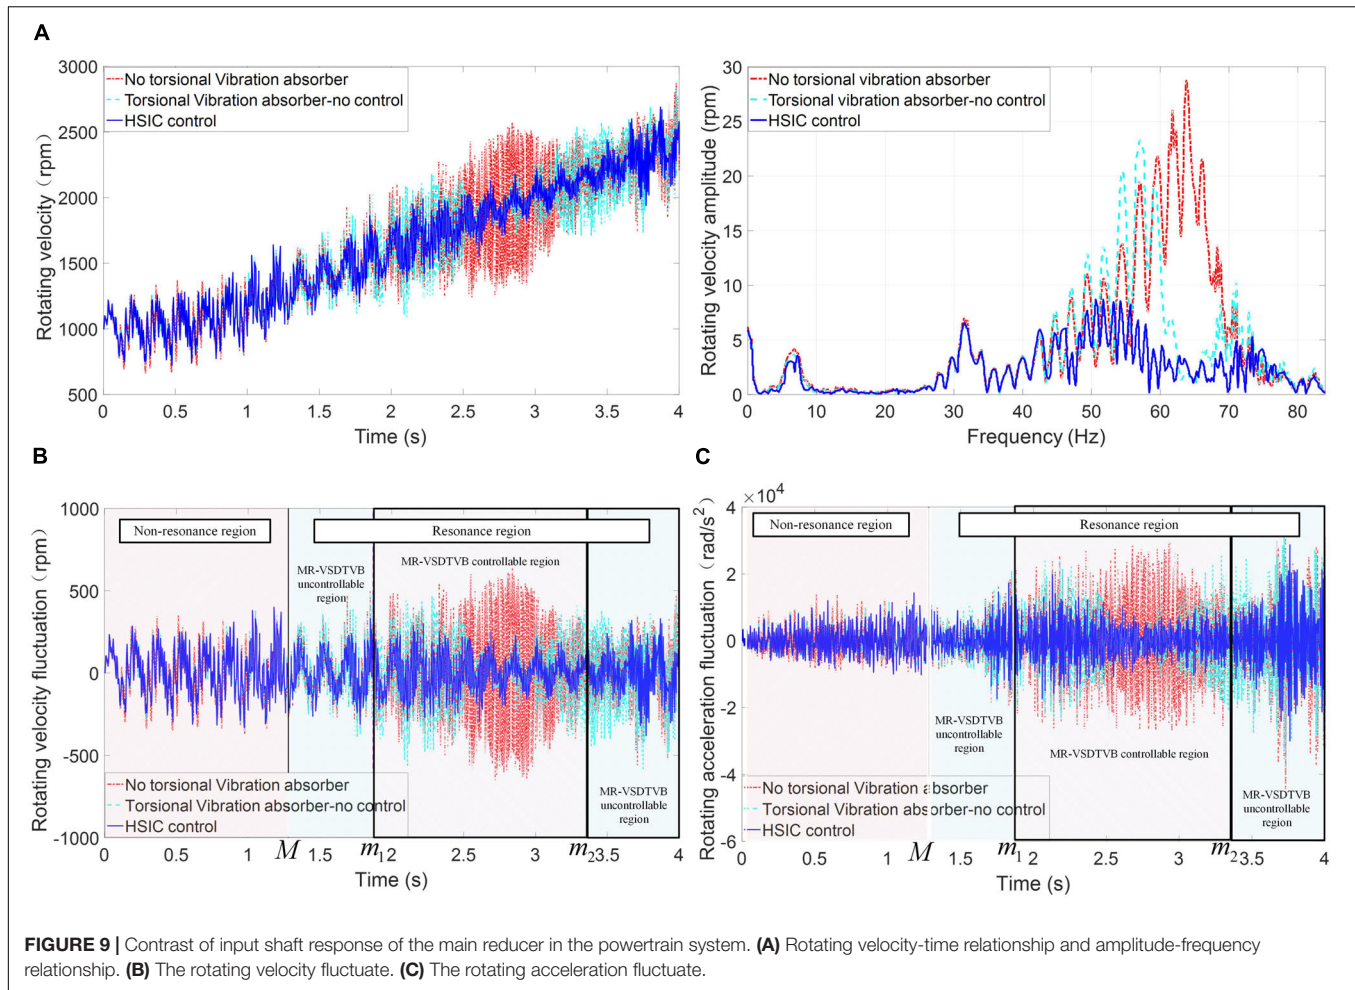 A
3000
2500
2000
1500
1000
500
0
0.5
1
1.5
2
2.5
3
3.5
4
Rotating velocity（rpm）
Time (s)
No torsional Vibration absorber
Torsional Vibration absorber-no control
HSIC control
30
25
20
15
10
5
0
0
10
20
30
40
50
60
70
80
Rotating velocity amplitude (rpm)
Frequency (Hz)
No torsional vibration absorber
Torsional vibration absorber-no control
HSIC control
B
1000
500
0
-500
-1000
0
0.5
1
M
1.5
m1
2
2.5
3
m2
3.5
4
Rotating velocity fluctuation（rpm）
Time (s)
Non-resonance region
Resonance region
MR-VSDTVB
uncontrollable
region
MR-VSDTVB controllable region
MR-VSDTVB
uncontrollable
region
No torsional Vibration absorber
Torsional Vibration absorber-no control
HSIC control
C
×10⁴
4
2
0
-2
-4
-6
0
0.5
1
M
1.5
m1
2
2.5
3
m2
3.5
4
Rotating acceleration fluctuation（rad/s²）
Time (s)
Non-resonance region
Resonance region
MR-VSDTVB
uncontrollable
region
MR-VSDTVB controllable region
MR-VSDTVB
uncontrollable
region
No torsional Vibration absorber
Torsional Vibration absorber-no control
HSIC control
FIGURE 9 | Contrast of input shaft response of the main reducer in the powertrain system. (A) Rotating velocity-time relationship and amplitude-frequency
relationship. (B) The rotating velocity fluctuate. (C) The rotating acceleration fluctuate.